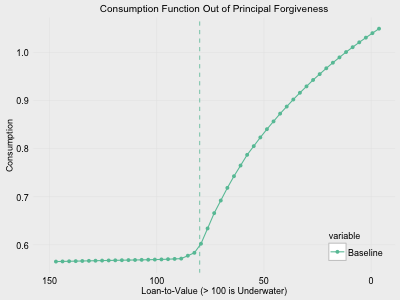 Consumption Function Out of Principal Forgiveness
1.0
0.9
0.8
0.7
0.6
Consumption
150
100
50
0
Loan-to-Value (> 100 is Underwater)
variable
Baseline